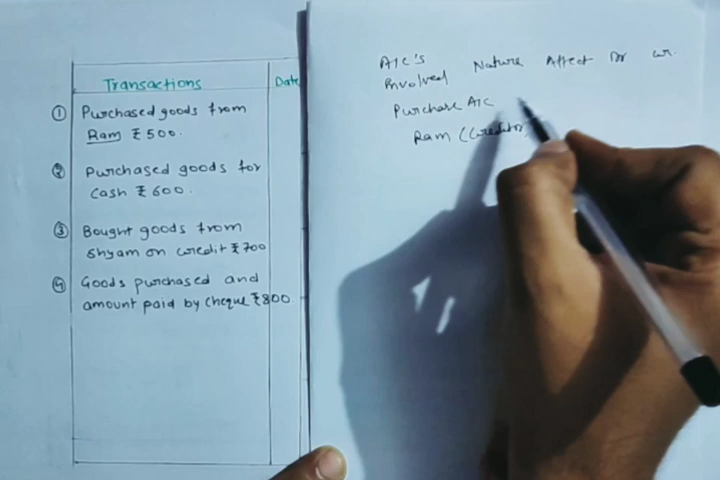 Transactions
Date
① Purchased goods from
Ram ₹500.
② Purchased goods for
cash ₹600.
③ Bought goods from
shyam on credit ₹700
④ Goods purchased and
amount paid by cheque ₹800
A/C's
Involved Nature Affect Dr Cr.
Purchase A/C
Ram (Creditor